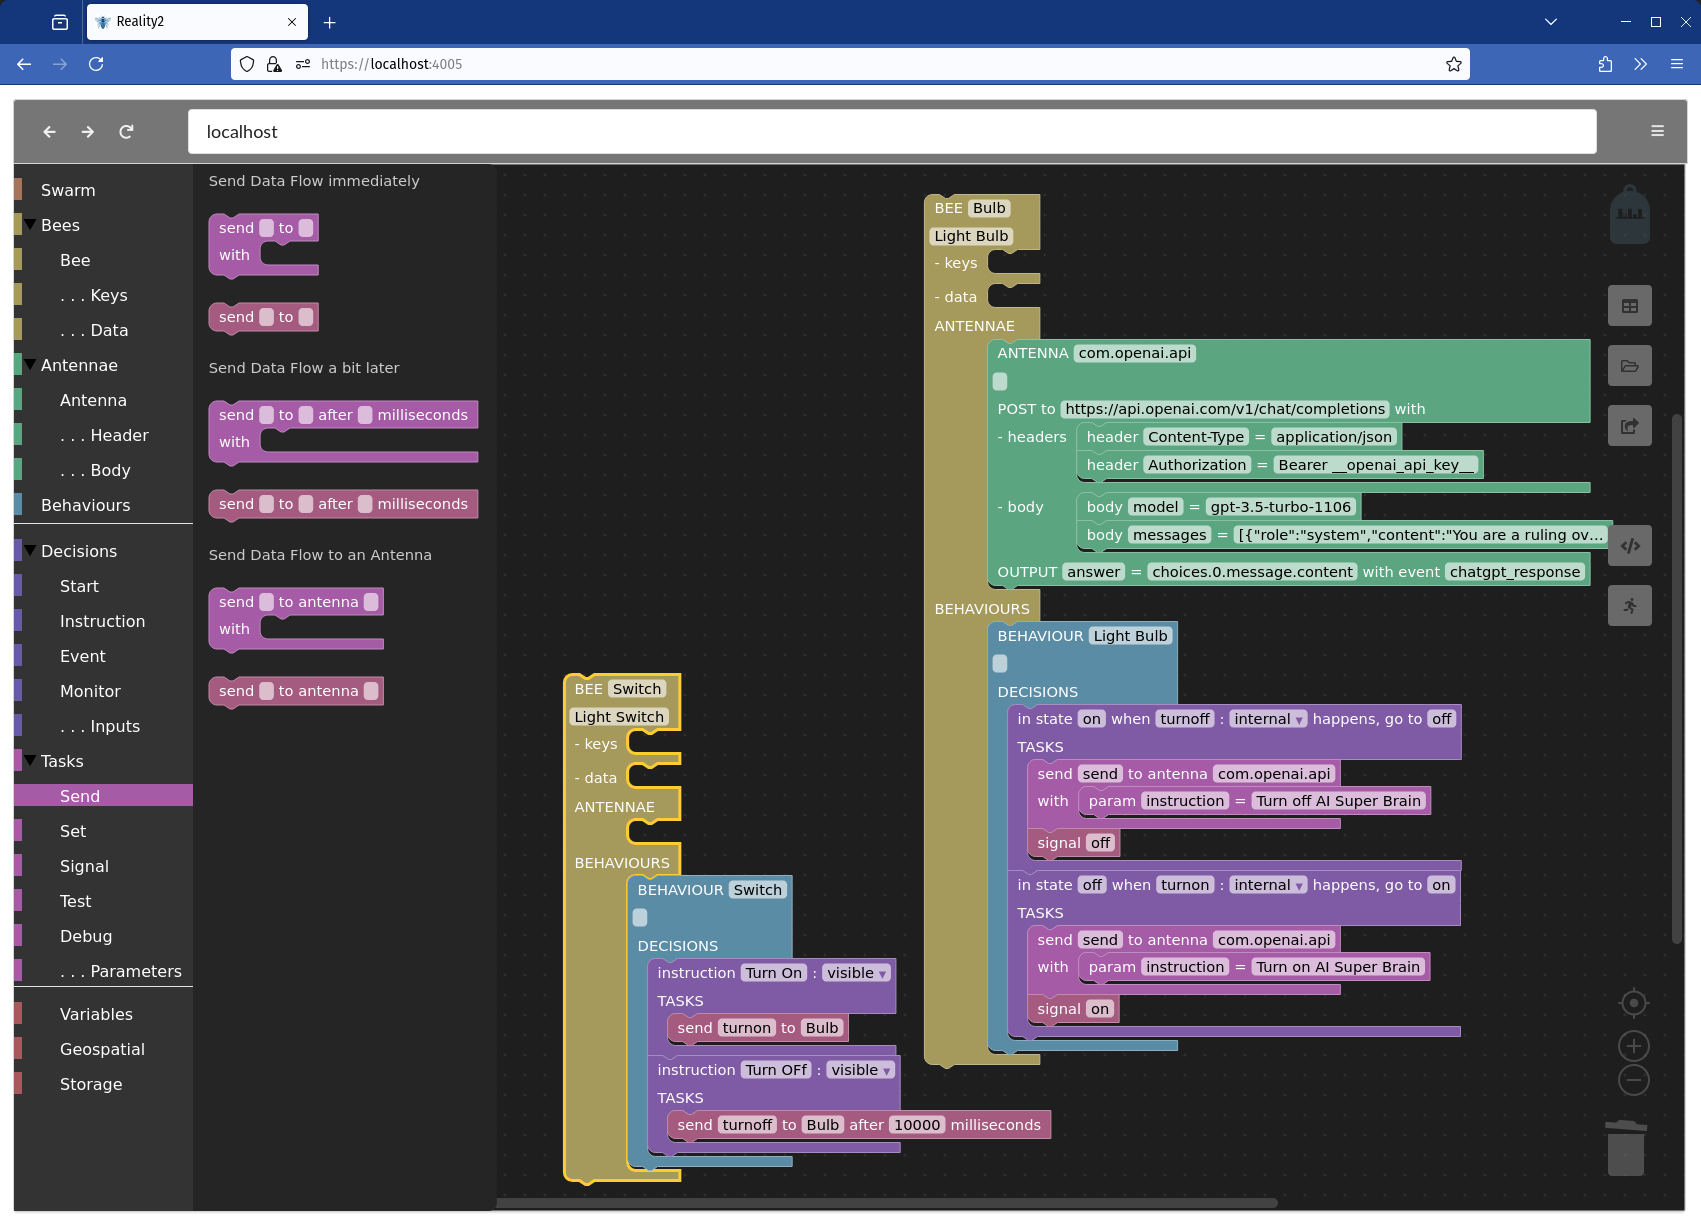 Reality2
https://localhost:4005
localhost
Swarm
Bees
Bee
. . . Keys
. . . Data
Antennae
Antenna
. . . Header
. . . Body
Behaviours
Decisions
Start
Instruction
Event
Monitor
. . . Inputs
Tasks
Send
Set
Signal
Test
Debug
. . . Parameters
Variables
Geospatial
Storage
Send Data Flow immediately
send to
with
send to
Send Data Flow a bit later
send to after milliseconds
with
send to after milliseconds
Send Data Flow to an Antenna
send to antenna
with
send to antenna
BEE Switch
Light Switch
- keys
- data
ANTENNAE
BEHAVIOURS
BEHAVIOUR Switch
DECISIONS
instruction Turn On : visible
TASKS
send turnon to Bulb
instruction Turn OFf : visible
TASKS
send turnoff to Bulb after 10000 milliseconds
BEE Bulb
Light Bulb
- keys
- data
ANTENNAE
ANTENNA com.openai.api
POST to https://api.openai.com/v1/chat/completions with
- headers header Content-Type = application/json
header Authorization = Bearer __openai_api_key__
- body body model = gpt-3.5-turbo-1106
body messages = [{"role":"system","content":"You are a ruling ov...
OUTPUT answer = choices.0.message.content with event chatgpt_response
BEHAVIOURS
BEHAVIOUR Light Bulb
DECISIONS
in state on when turnoff : internal happens, go to off
TASKS
send send to antenna com.openai.api
with param instruction = Turn off AI Super Brain
signal off
in state off when turnon : internal happens, go to on
TASKS
send send to antenna com.openai.api
with param instruction = Turn on AI Super Brain
signal on